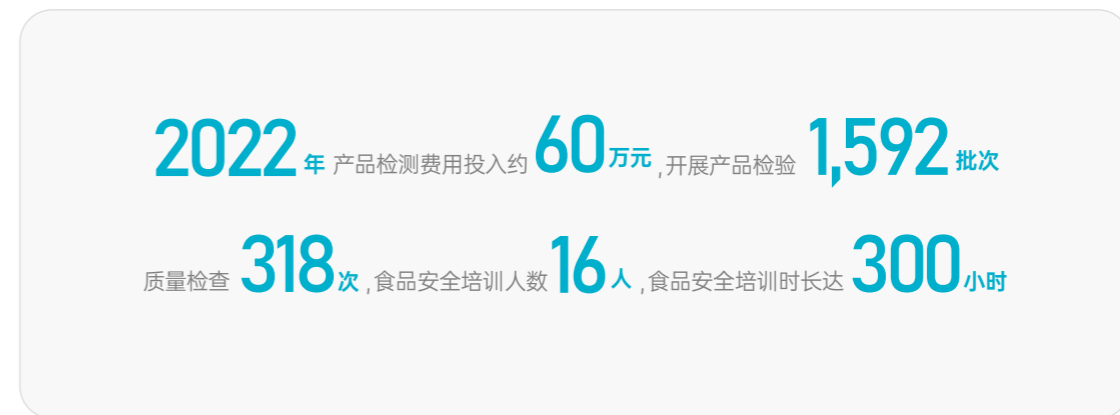 2022年 产品检测费用投入约60万元,开展产品检验 1,592批次
质量检查 318次,食品安全培训人数16人,食品安全培训时长达 300小时